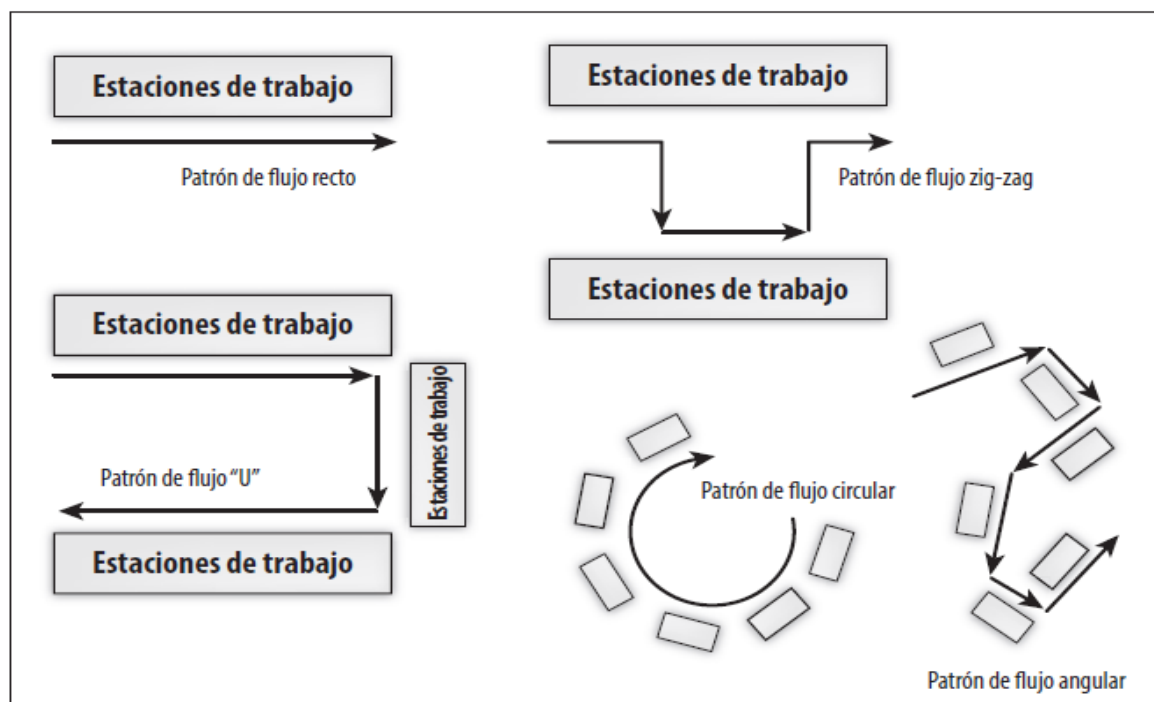 Estaciones de trabajo
Patrón de flujo recto
Estaciones de trabajo
Patrón de flujo zig-zag
Estaciones de trabajo
Estaciones de trabajo
Estaciones de trabajo
Patrón de flujo “U”
Estaciones de trabajo
Patrón de flujo circular
Patrón de flujo angular